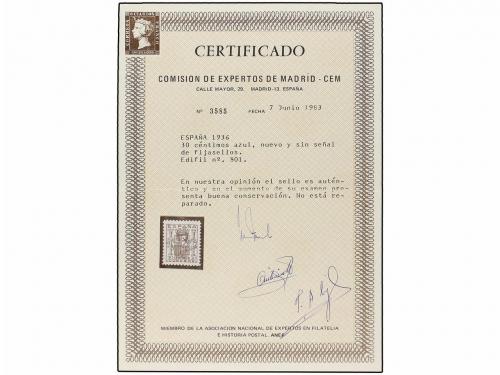 CERTIFICADO
COMISION DE EXPERTOS DE MADRID - CEM
CALLE MAYOR, 29. MADRID-13. ESPAÑA
Nº 3585 FECHA 7 Junio 1983
ESPAÑA 1936
30 céntimos azul, nuevo y sin señal
de fijasellos.
Edifil nº. 801.
En nuestra opinión el sello es autén-
tico y en el momento de su examen pre-
senta buena conservación. No está re-
parado.
ESPAÑA
MIEMBRO DE LA ASOCIACION NACIONAL DE EXPERTOS EN FILATELIA
E HISTORIA POSTAL. ANEF